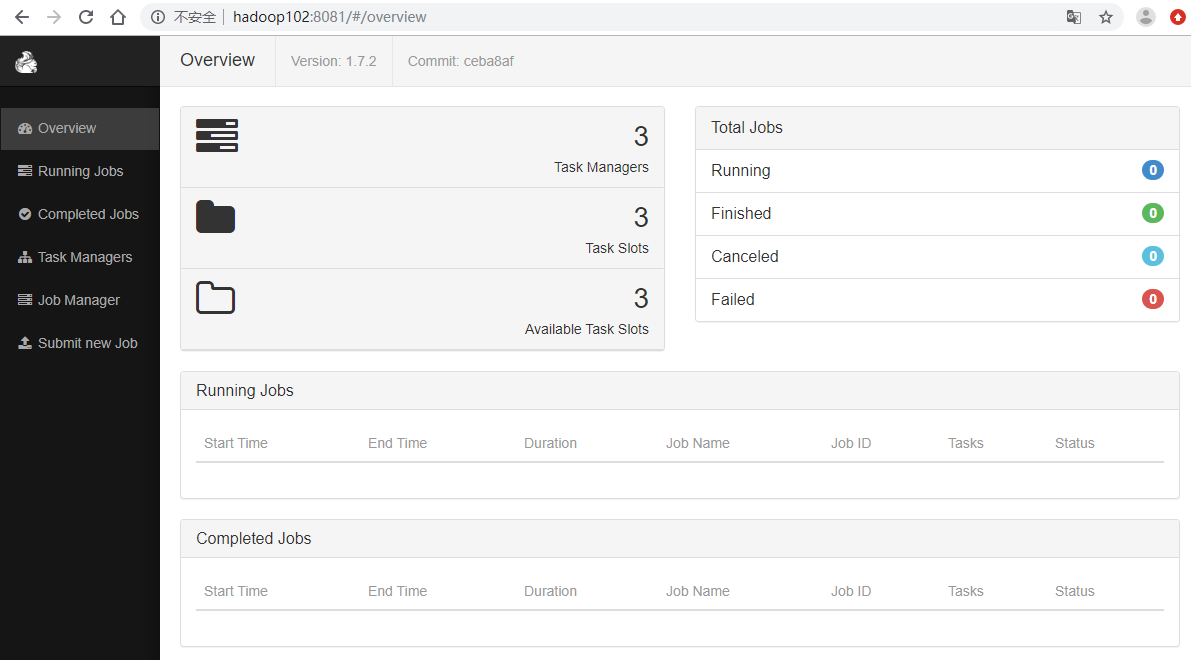 不安全 hadoop102:8081/#/overview
Overview Version: 1.7.2 Commit: ceba8af
Overview
Running Jobs
Completed Jobs
Task Managers
Job Manager
Submit new Job
3
Task Managers
3
Task Slots
3
Available Task Slots
Total Jobs
Running 0
Finished 0
Canceled 0
Failed 0
Running Jobs
Start Time End Time Duration Job Name Job ID Tasks Status
Completed Jobs
Start Time End Time Duration Job Name Job ID Tasks Status